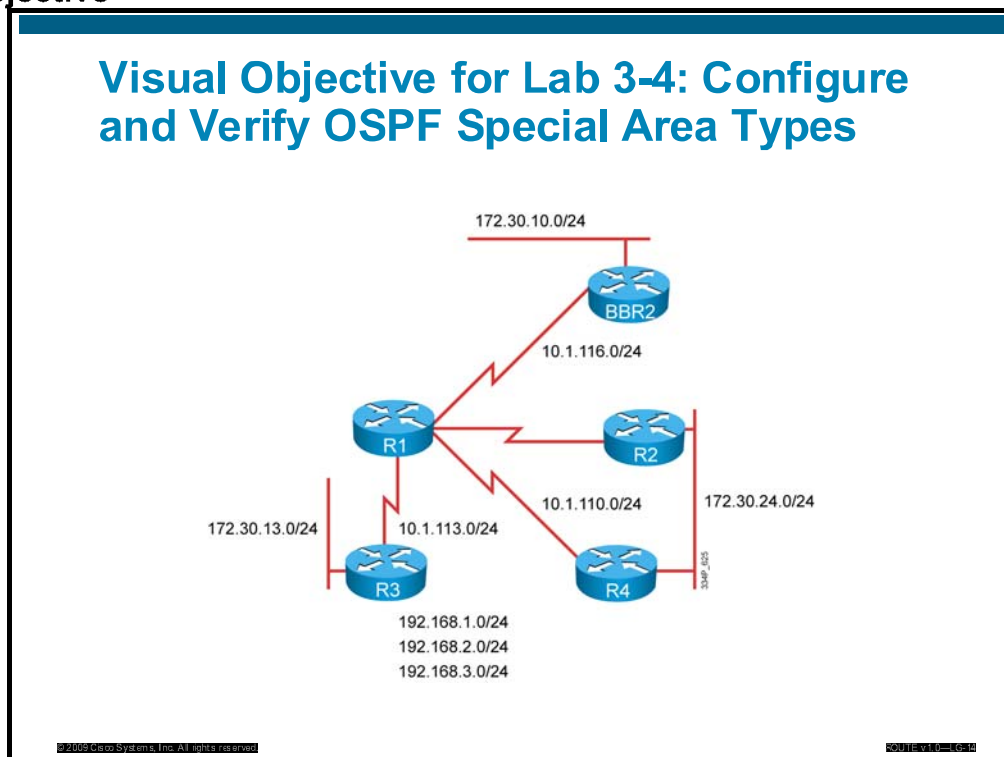 jective
Visual Objective for Lab 3-4: Configure
and Verify OSPF Special Area Types
172.30.10.0/24
BBR2
10.1.116.0/24
R1
R2
10.1.110.0/24
172.30.24.0/24
172.30.13.0/24
10.1.113.0/24
R3
R4
334P_625
192.168.1.0/24
192.168.2.0/24
192.168.3.0/24
© 2009 Cisco Systems, Inc. All rights reserved.
ROUTE v1.0—LG-14